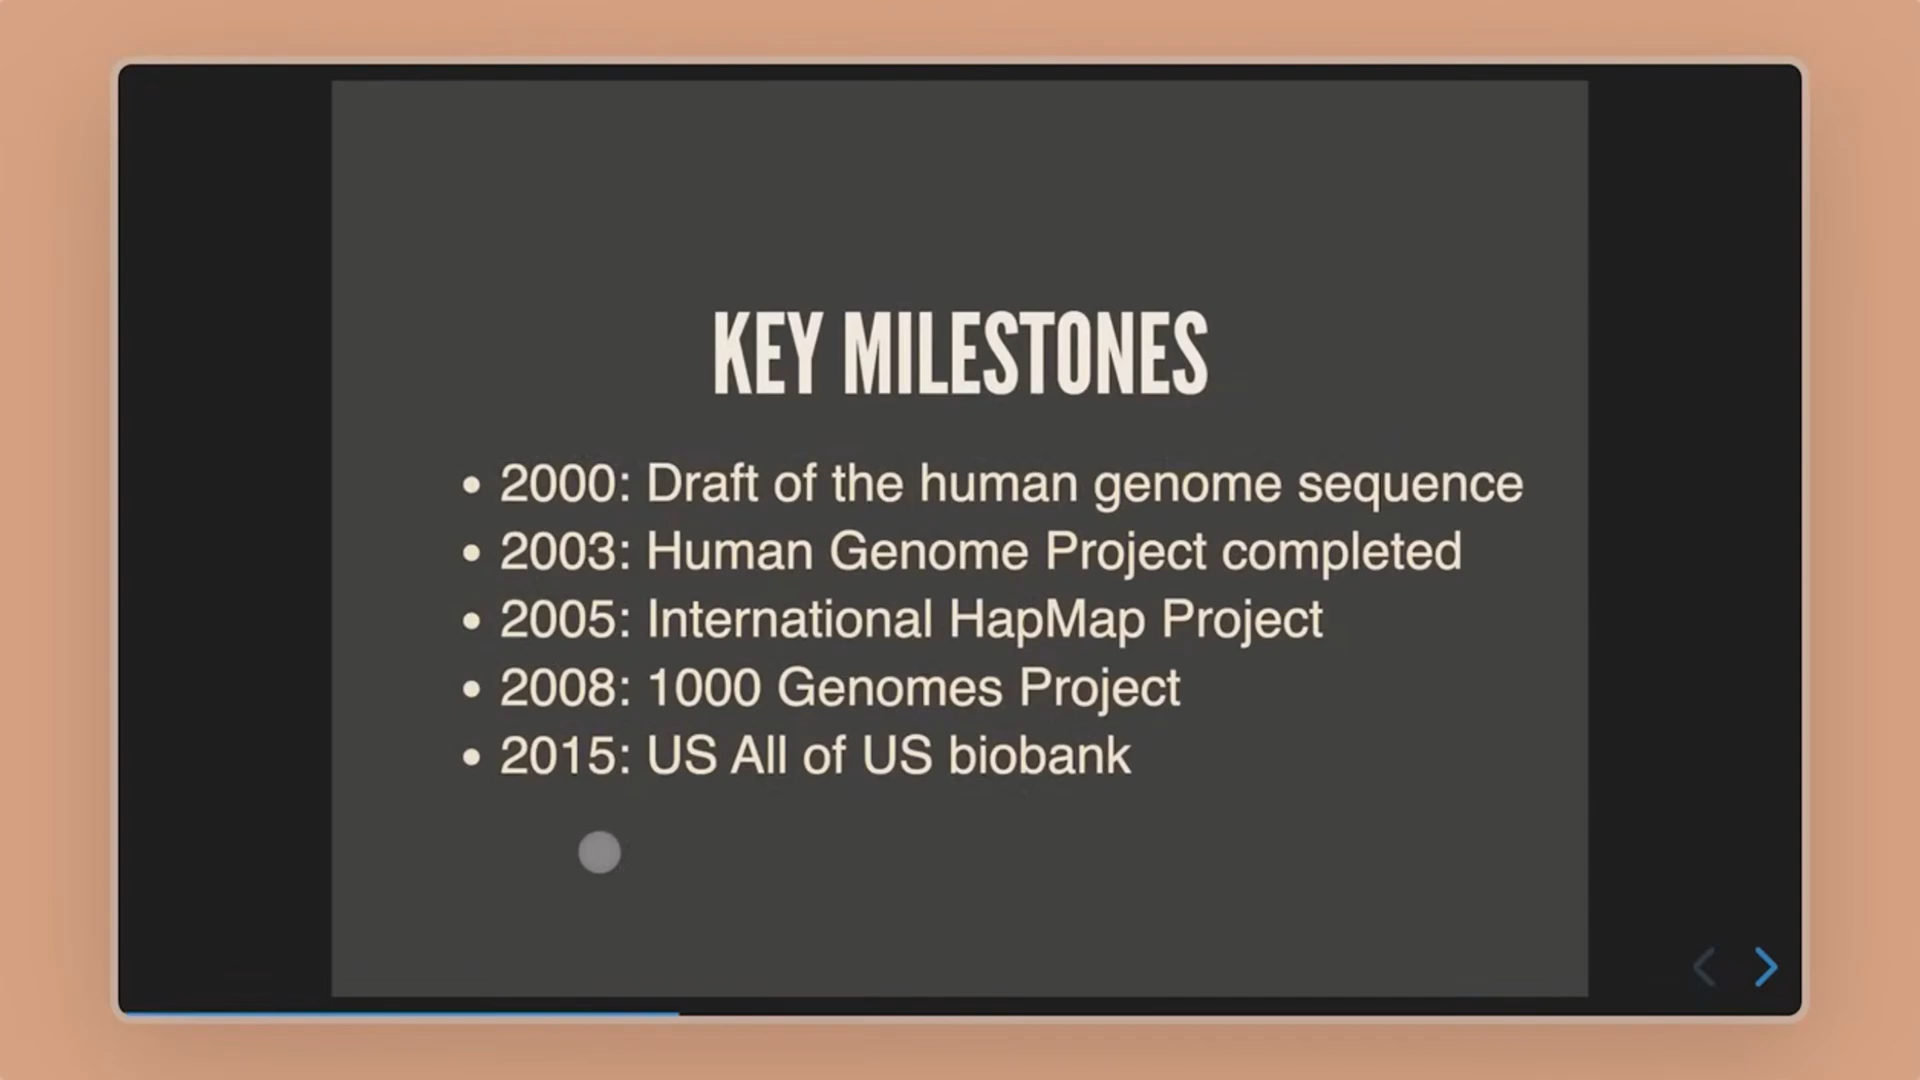 KEY MILESTONES
• 2000: Draft of the human genome sequence
• 2003: Human Genome Project completed
• 2005: International HapMap Project
• 2008: 1000 Genomes Project
• 2015: US All of US biobank